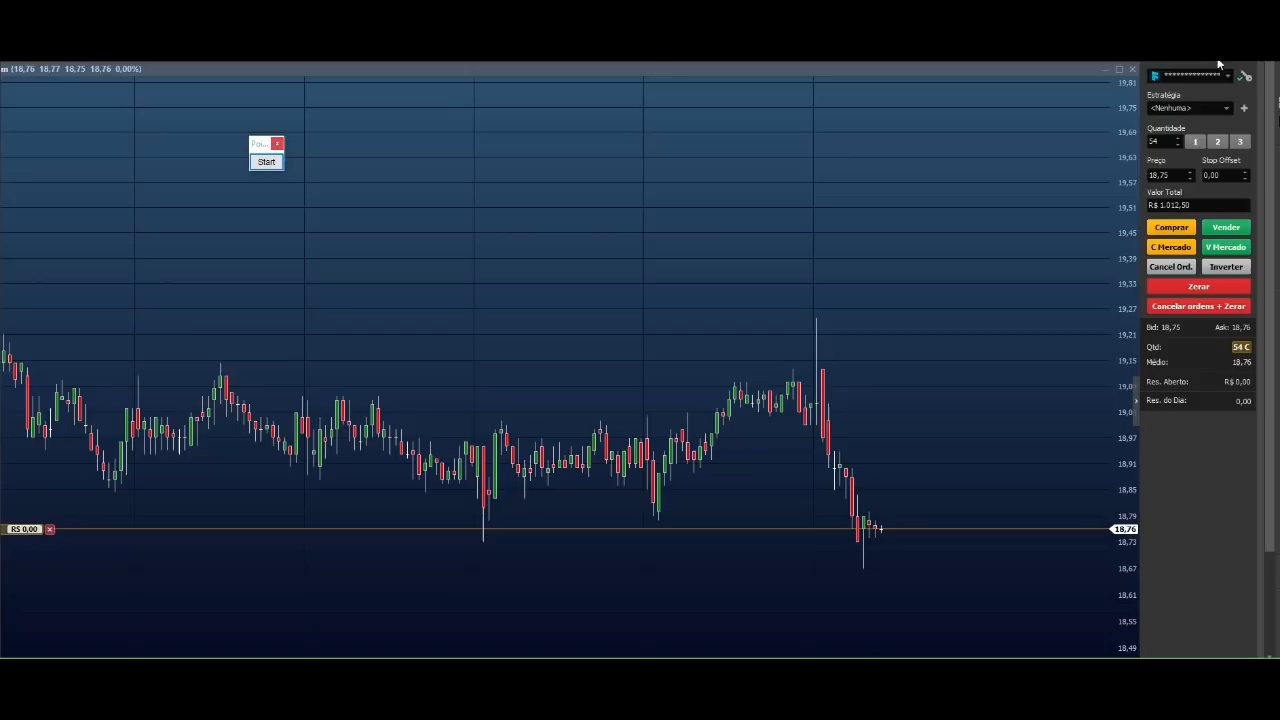 m (18,76 18,77 18,75 18,76 0,00%)
Poi...
Start
19,81
19,75
19,69
19,63
19,57
19,51
19,45
19,39
19,33
19,27
19,21
19,15
19,09
19,03
18,97
18,91
18,85
18,79
18,76
18,73
18,67
18,61
18,55
18,49
R$ 0,00
**************
Estratégia
<Nenhuma>
Quantidade
54 1 2 3
Preço Stop Offset
18,75 0,00
Valor Total
R$ 1.012,50
Comprar Vender
C Mercado V Mercado
Cancel Ord. Inverter
Zerar
Cancelar ordens + Zerar
Bid: 18,75 Ask: 18,76
Qtd: 54 C
Médio: 18,76
Res. Aberto: R$ 0,00
Res. do Dia: 0,00